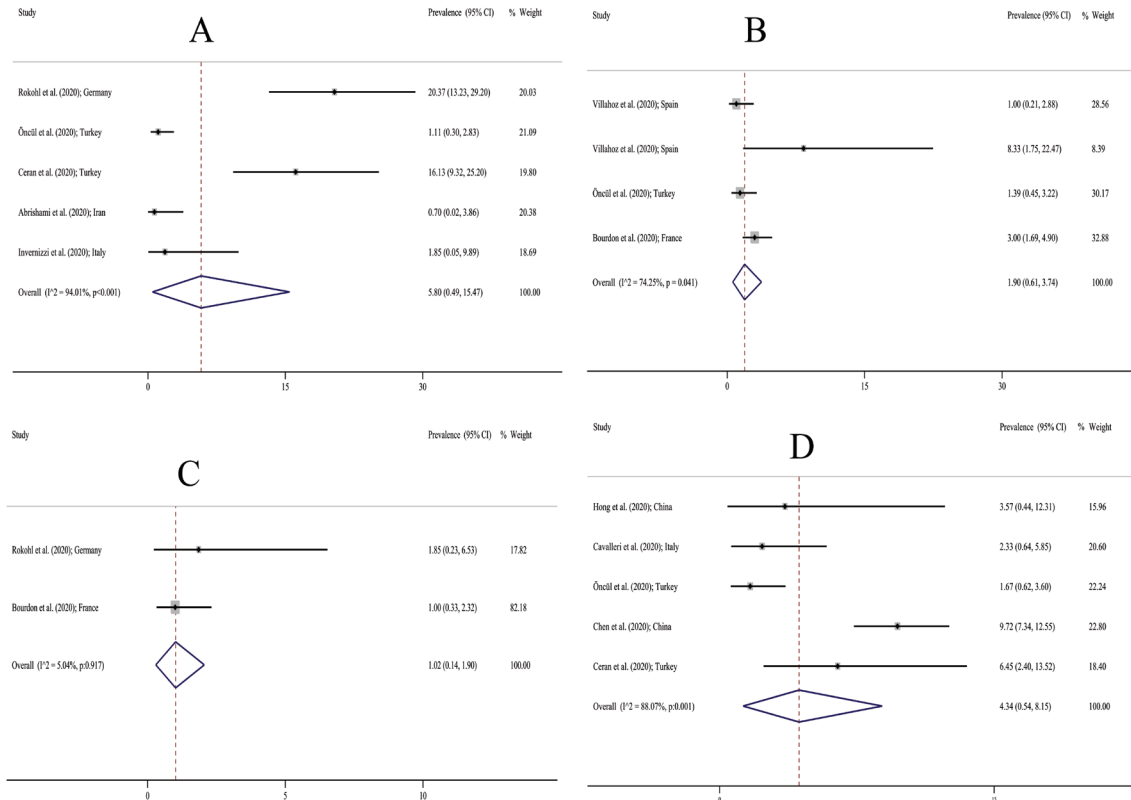 Study Prevalence (95% CI) % Weight
A
Rokohl et al. (2020); Germany 20.37 (13.23, 29.20) 20.03
Õncül et al. (2020); Turkey 1.11 (0.30, 2.83) 21.09
Ceran et al. (2020); Turkey 16.13 (9.32, 25.20) 19.80
Abrishami et al. (2020); Iran 0.70 (0.02, 3.86) 20.38
Invernizzi et al. (2020); Italy 1.85 (0.05, 9.89) 18.69
Overall (I^2 = 94.01%, p<0.001) 5.80 (0.49, 15.47) 100.00
0 15 30
Study Prevalence (95% CI) % Weight
B
Villahoz et al. (2020); Spain 1.00 (0.21, 2.88) 28.56
Villahoz et al. (2020); Spain 8.33 (1.75, 22.47) 8.39
Õncül et al. (2020); Turkey 1.39 (0.45, 3.22) 30.17
Bourdon et al. (2020); France 3.00 (1.69, 4.90) 32.88
Overall (I^2 = 74.25%, p = 0.041) 1.90 (0.61, 3.74) 100.00
0 15 30
Study Prevalence (95% CI) % Weight
C
Rokohl et al. (2020); Germany 1.85 (0.23, 6.53) 17.82
Bourdon et al. (2020); France 1.00 (0.33, 2.32) 82.18
Overall (I^2 = 5.04%, p:0.917) 1.02 (0.14, 1.90) 100.00
0 5 10
Study Prevalence (95% CI) % Weight
D
Hong et al. (2020); China 3.57 (0.44, 12.31) 15.96
Cavalleri et al. (2020); Italy 2.33 (0.64, 5.85) 20.60
Õncül et al. (2020); Turkey 1.67 (0.62, 3.60) 22.24
Chen et al. (2020); China 9.72 (7.34, 12.55) 22.80
Ceran et al. (2020); Turkey 6.45 (2.40, 13.52) 18.40
Overall (I^2 = 88.07%, p:0.001) 4.34 (0.54, 8.15) 100.00